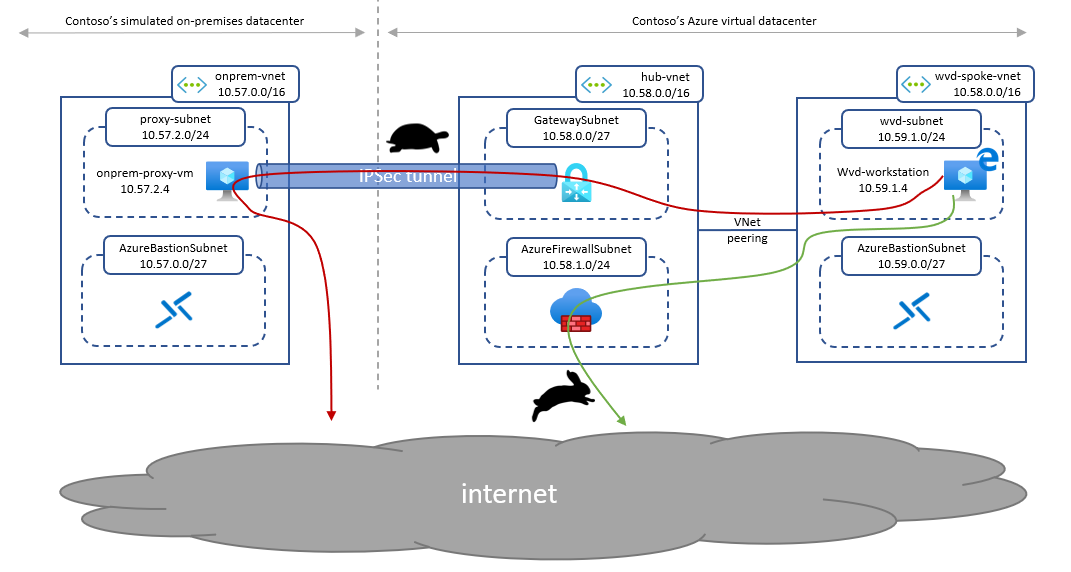 Contoso's simulated on-premises datacenter
Contoso's Azure virtual datacenter
onprem-vnet
10.57.0.0/16
proxy-subnet
10.57.2.0/24
onprem-proxy-vm
10.57.2.4
AzureBastionSubnet
10.57.0.0/27
IPSec tunnel
hub-vnet
10.58.0.0/16
GatewaySubnet
10.58.0.0/27
AzureFirewallSubnet
10.58.1.0/24
VNet
peering
wvd-spoke-vnet
10.58.0.0/16
wvd-subnet
10.59.1.0/24
Wvd-workstation
10.59.1.4
AzureBastionSubnet
10.59.0.0/27
internet